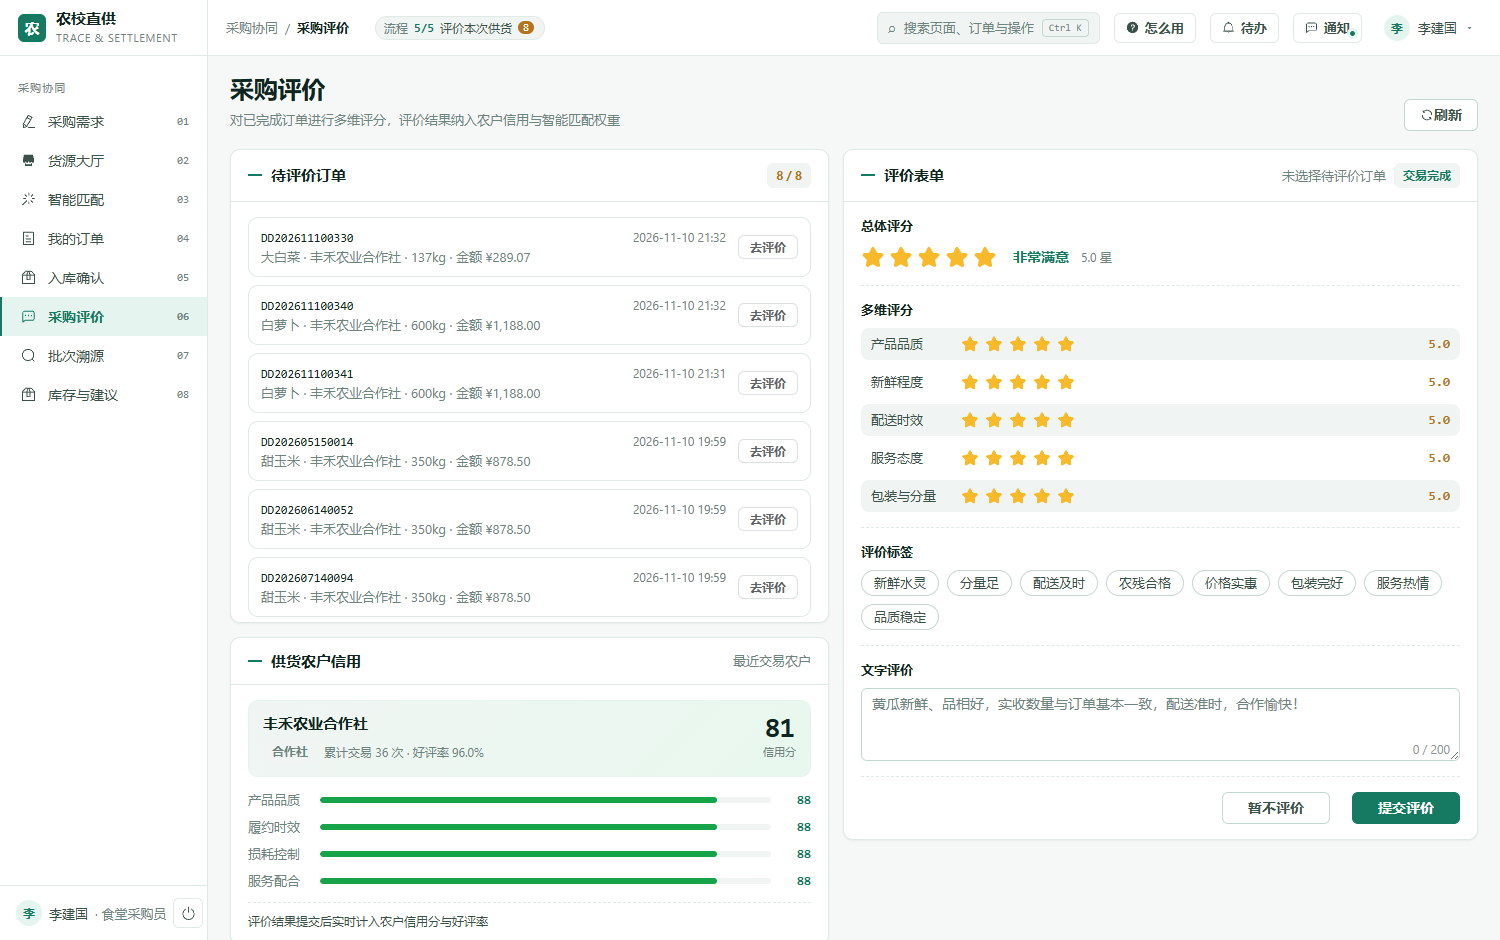 农 农校直供
TRACE & SETTLEMENT
采购协同 / 采购评价
流程 5/5 评价本次供货 8
搜索页面、订单与操作 Ctrl K
怎么用
待办
通知
李 李建国
采购协同
采购需求 01
货源大厅 02
智能匹配 03
我的订单 04
入库确认 05
采购评价 06
批次溯源 07
库存与建议 08
李 李建国 · 食堂采购员
采购评价
对已完成订单进行多维评分，评价结果纳入农户信用与智能匹配权重
刷新
待评价订单 8 / 8
DD202611100330 2026-11-10 21:32
大白菜 · 丰禾农业合作社 · 137kg · 金额 ¥289.07
去评价
DD202611100340 2026-11-10 21:32
白萝卜 · 丰禾农业合作社 · 600kg · 金额 ¥1,188.00
去评价
DD202611100341 2026-11-10 21:31
白萝卜 · 丰禾农业合作社 · 600kg · 金额 ¥1,188.00
去评价
DD202605150014 2026-11-10 19:59
甜玉米 · 丰禾农业合作社 · 350kg · 金额 ¥878.50
去评价
DD202606140052 2026-11-10 19:59
甜玉米 · 丰禾农业合作社 · 350kg · 金额 ¥878.50
去评价
DD202607140094 2026-11-10 19:59
甜玉米 · 丰禾农业合作社 · 350kg · 金额 ¥878.50
去评价
供货农户信用 最近交易农户
丰禾农业合作社 81
合作社 累计交易 36 次 · 好评率 96.0% 信用分
产品品质 88
履约时效 88
损耗控制 88
服务配合 88
评价结果提交后实时计入农户信用分与好评率
评价表单 未选择待评价订单 交易完成
总体评分
非常满意 5.0 星
多维评分
产品品质 5.0
新鲜程度 5.0
配送时效 5.0
服务态度 5.0
包装与分量 5.0
评价标签
新鲜水灵 分量足 配送及时 农残合格 价格实惠 包装完好 服务热情
品质稳定
文字评价
黄瓜新鲜、品相好，实收数量与订单基本一致，配送准时，合作愉快！
0 / 200
暂不评价 提交评价